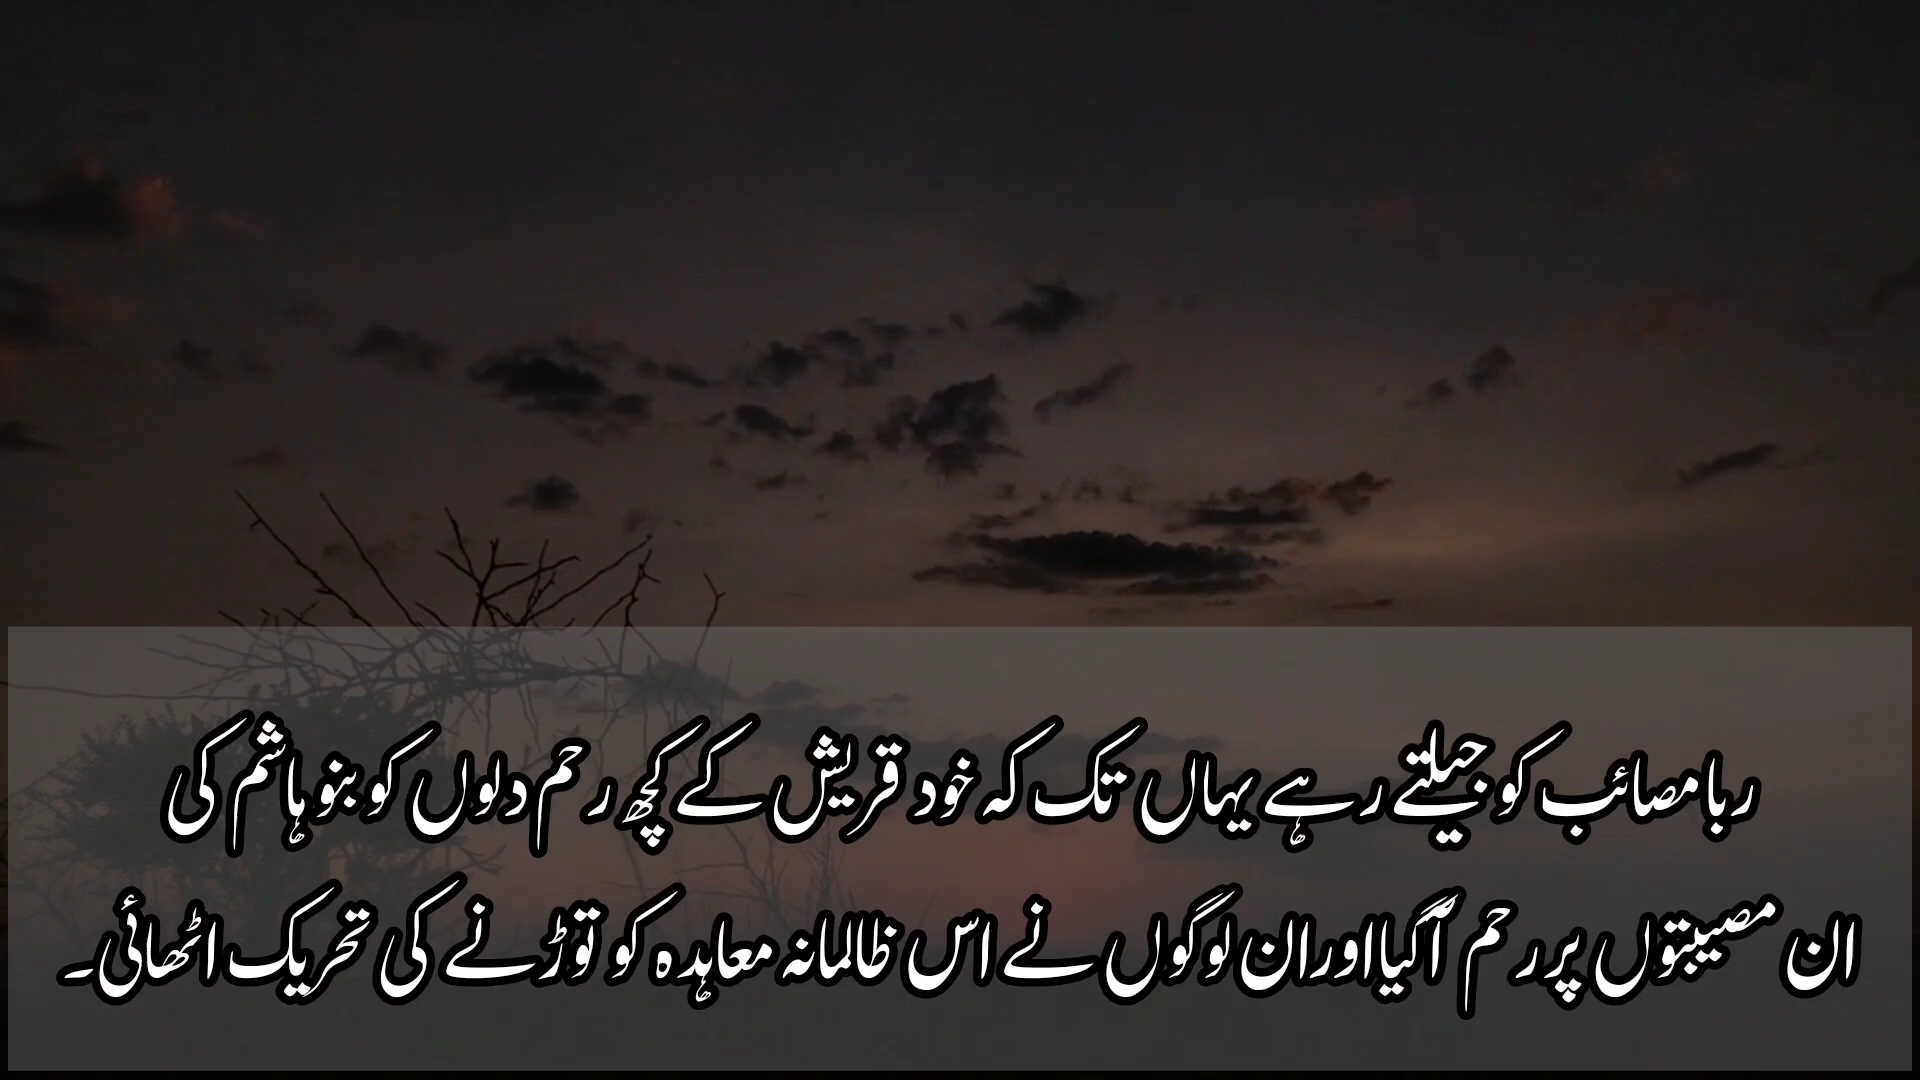 ربا مصائب کو جھیلتے رہے یہاں تک کہ خود قریش کے کچھ رحم دلوں کو بنو ہاشم کی
ان مصیبتوں پر رحم آگیا اور ان لوگوں نے اس ظالمانہ معاہدہ کو توڑنے کی تحریک اٹھائی۔